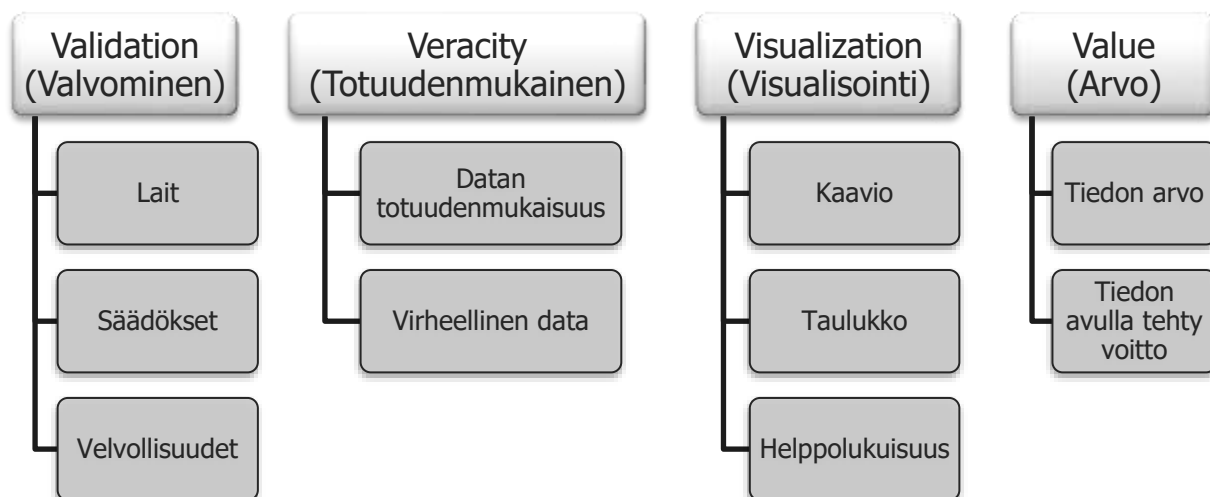 Validation
(Valvominen)
Lait
Säädökset
Velvollisuudet
Veracity
(Totuudenmukainen)
Datan
totuudenmukaisuus
Virheellinen data
Visualization
(Visualisointi)
Kaavio
Taulukko
Helppolukuisuus
Value
(Arvo)
Tiedon arvo
Tiedon
avulla tehty
voitto